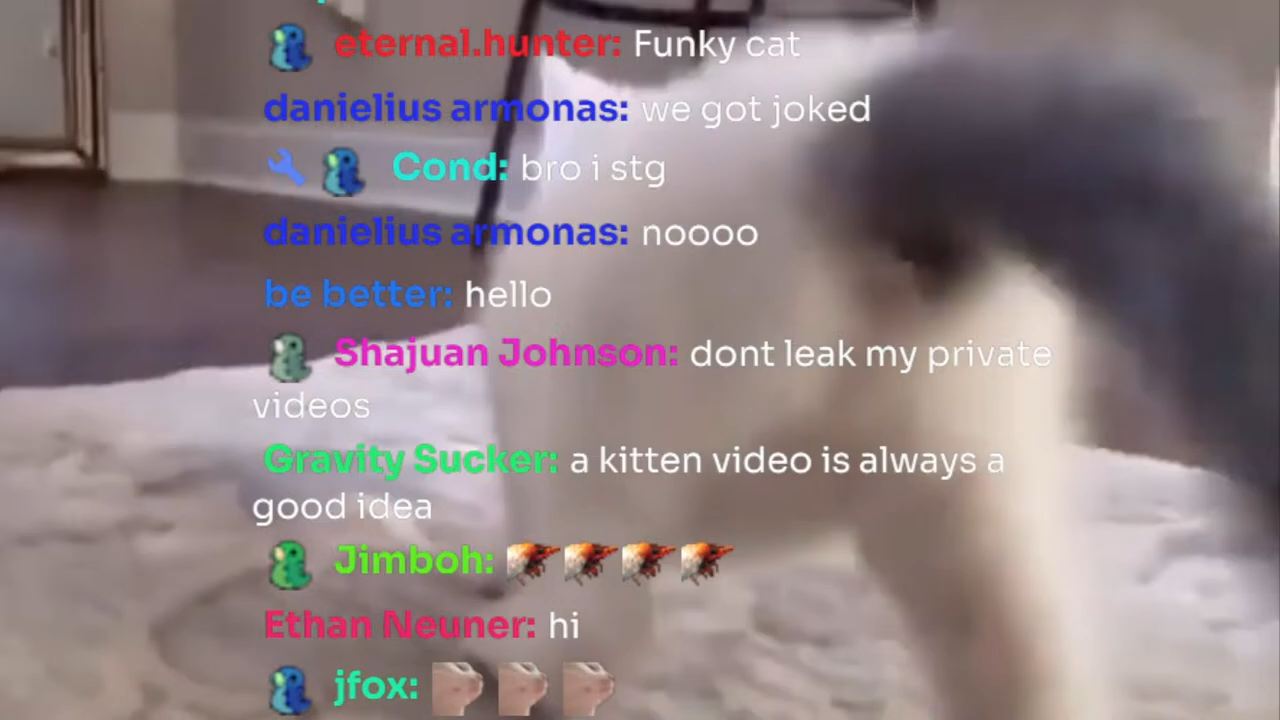 eternal.hunter: Funky cat
danielius armonas: we got joked
Cond: bro i stg
danielius armonas: noooo
be better: hello
Shajuan Johnson: dont leak my private
videos
Gravity Sucker: a kitten video is always a
good idea
Jimboh:
Ethan Neuner: hi
jfox: